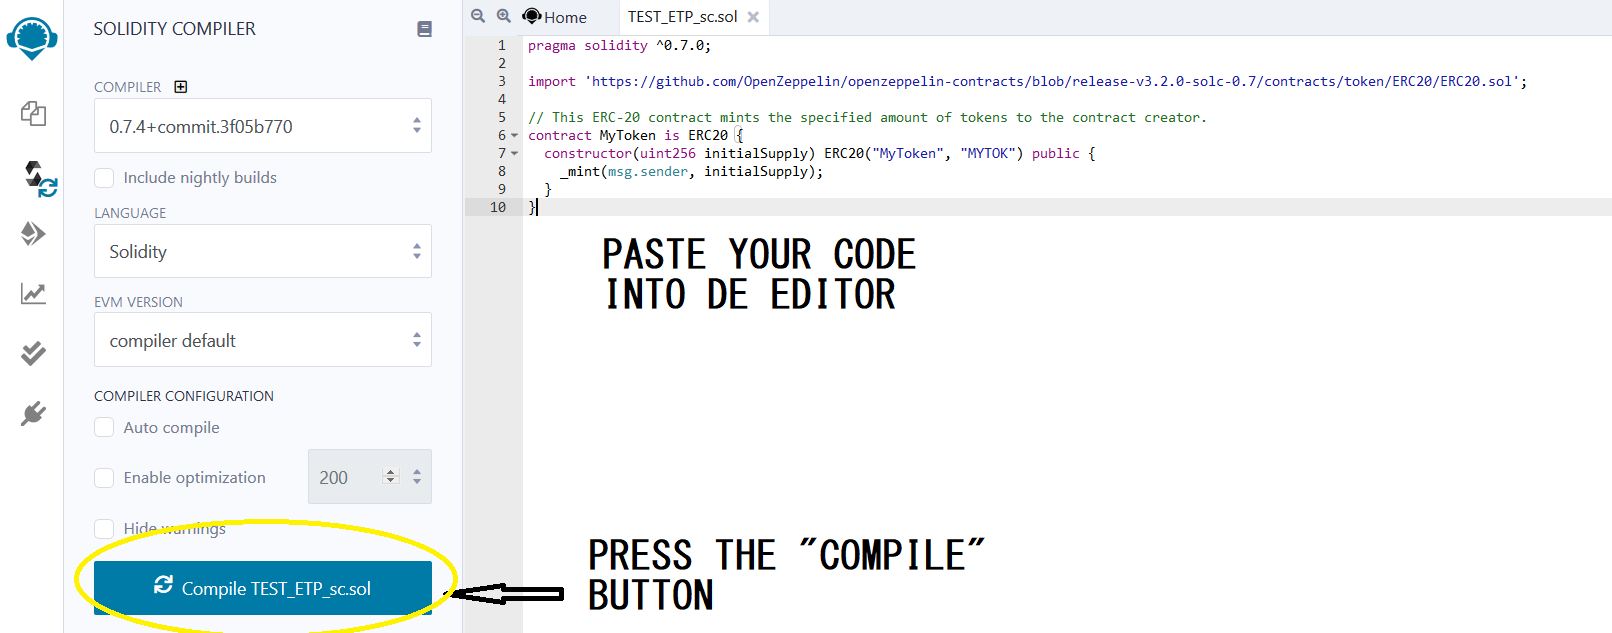 SOLIDITY COMPILER
COMPILER
0.7.4+commit.3f05b770
Include nightly builds
LANGUAGE
Solidity
EVM VERSION
compiler default
COMPILER CONFIGURATION
Auto compile
Enable optimization 200
Hide warnings
Compile TEST_ETP_sc.sol
Home TEST_ETP_sc.sol
1 pragma solidity ^0.7.0;
2
3 import 'https://github.com/OpenZeppelin/openzeppelin-contracts/blob/release-v3.2.0-solc-0.7/contracts/token/ERC20/ERC20.sol';
4
5 // This ERC-20 contract mints the specified amount of tokens to the contract creator.
6 contract MyToken is ERC20 {
7 constructor(uint256 initialSupply) ERC20("MyToken", "MYTOK") public {
8 _mint(msg.sender, initialSupply);
9 }
10 }
PASTE YOUR CODE
INTO DE EDITOR
PRESS THE "COMPILE"
BUTTON